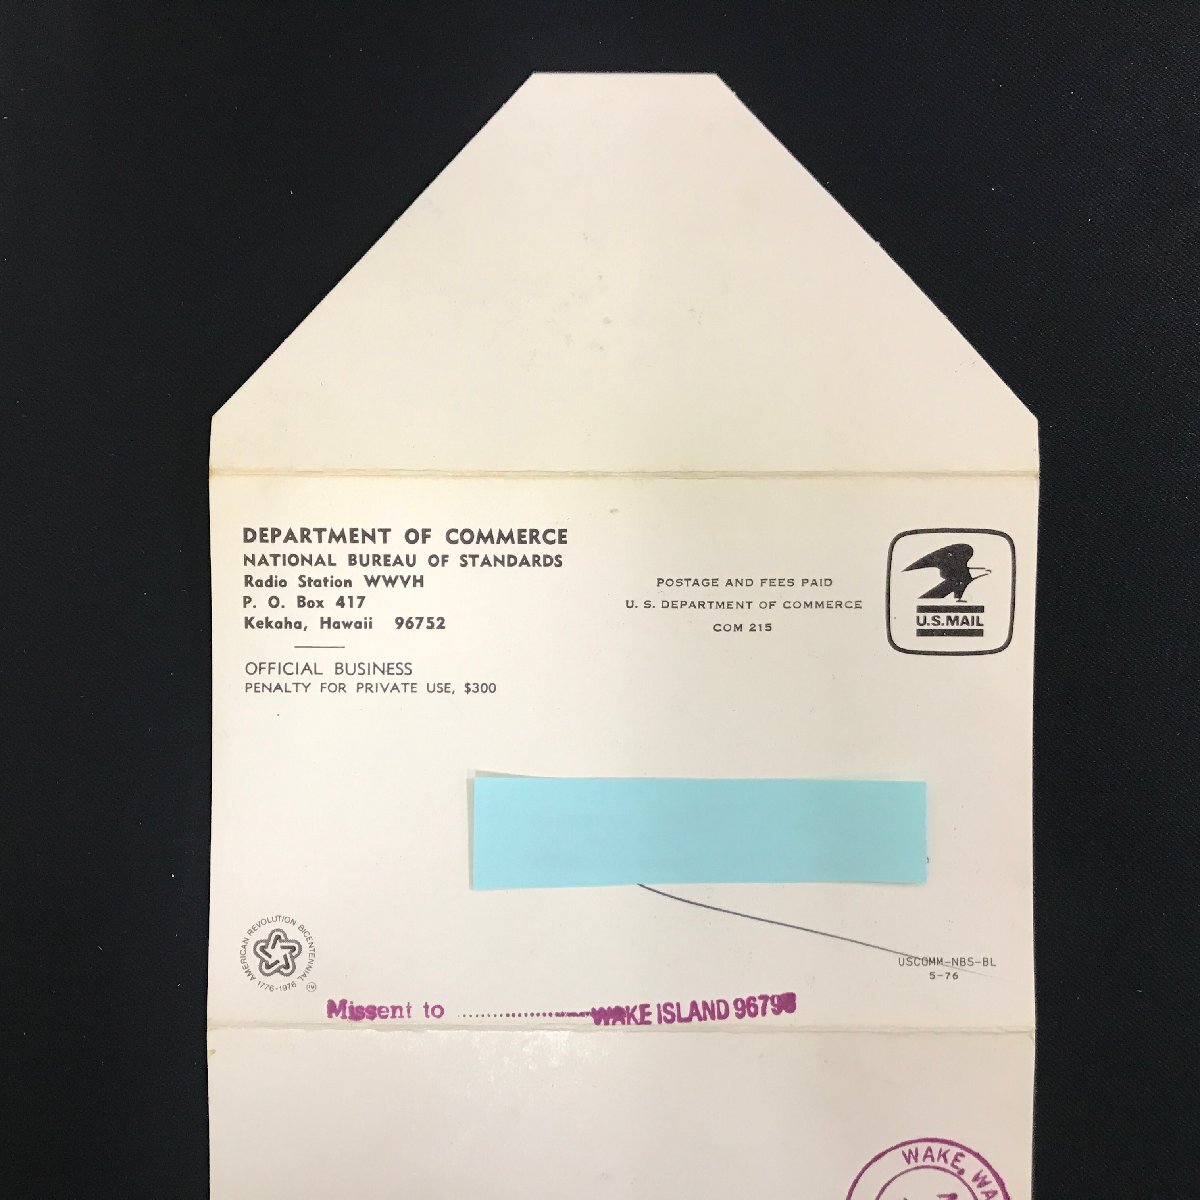 DEPARTMENT OF COMMERCE
NATIONAL BUREAU OF STANDARDS
Radio Station WWVH
P. O. Box 417
Kekaha, Hawaii 96752
OFFICIAL BUSINESS
PENALTY FOR PRIVATE USE, $300
POSTAGE AND FEES PAID
U. S. DEPARTMENT OF COMMERCE
COM 215
U.S.MAIL
AMERICAN REVOLUTION BICENTENNIAL
1776-1976
USCOMM-NBS-BL
5-76
Missent to ........................ WAKE ISLAND 96798
WAKE, WA